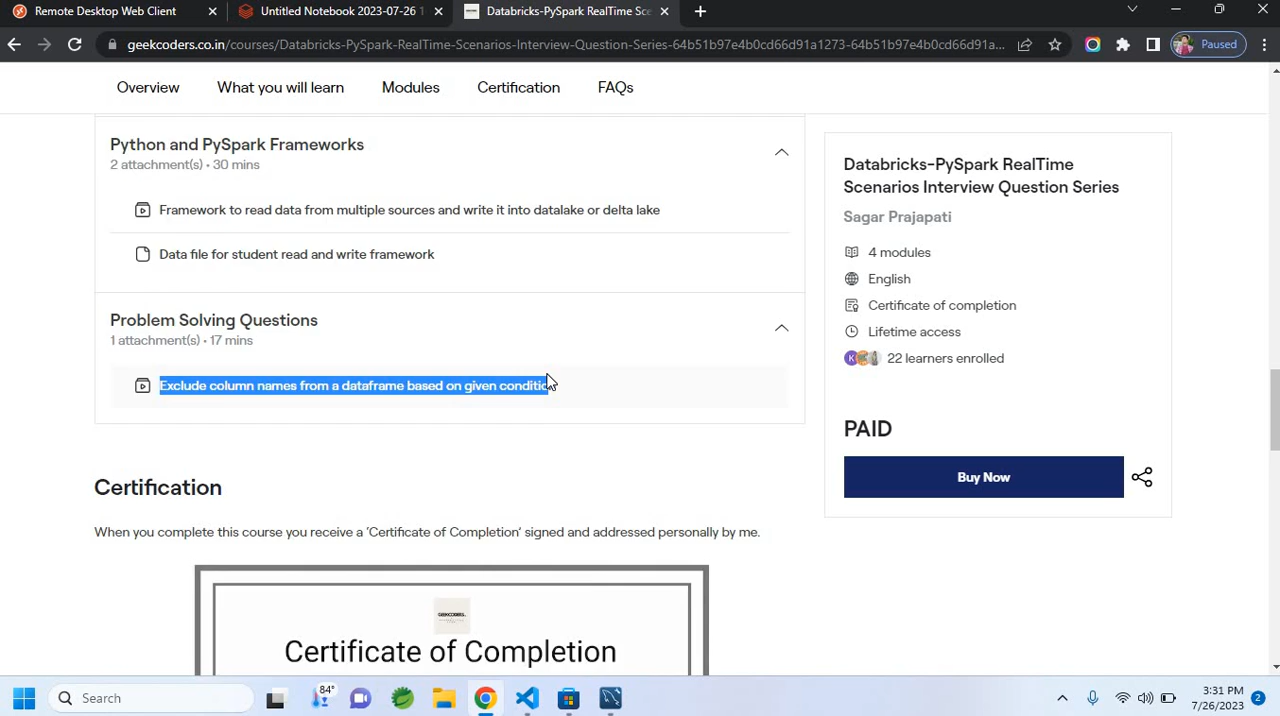 Remote Desktop Web Client
Untitled Notebook 2023-07-26 1
Databricks-PySpark RealTime Sce
geekcoders.co.in/courses/Databricks-PySpark-RealTime-Scenarios-Interview-Question-Series-64b51b97e4b0cd66d91a1273-64b51b97e4b0cd66d91a...
Paused
Overview
What you will learn
Modules
Certification
FAQs
Python and PySpark Frameworks
2 attachment(s) • 30 mins
Framework to read data from multiple sources and write it into datalake or delta lake
Data file for student read and write framework
Problem Solving Questions
1 attachment(s) • 17 mins
Exclude column names from a dataframe based on given conditio
Databricks-PySpark RealTime
Scenarios Interview Question Series
Sagar Prajapati
4 modules
English
Certificate of completion
Lifetime access
K
22 learners enrolled
PAID
Buy Now
Certification
When you complete this course you receive a ‘Certificate of Completion’ signed and addressed personally by me.
GEEKCODERS
Certificate of Completion
Search
84°
3:31 PM
7/26/2023
2